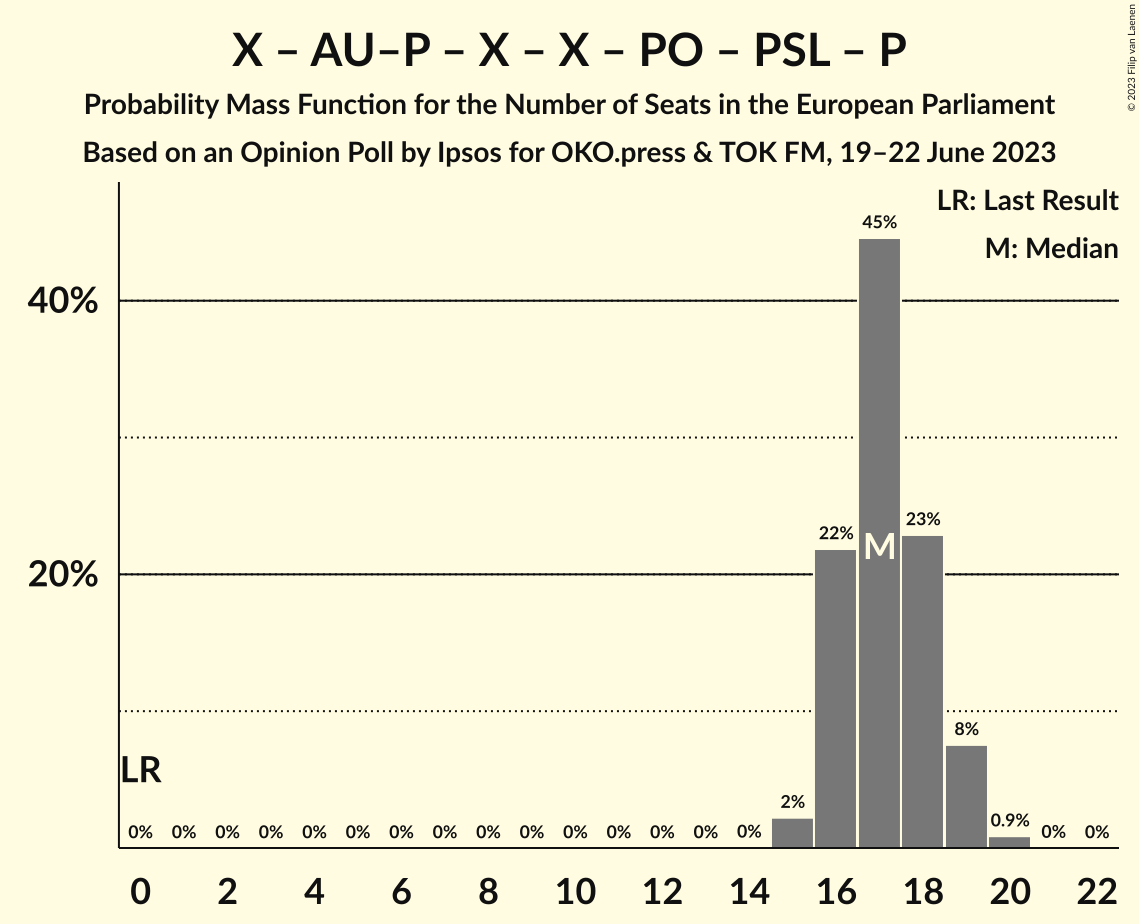 X – AU–P – X – X – PO – PSL – P
Probability Mass Function for the Number of Seats in the European Parliament
Based on an Opinion Poll by Ipsos for OKO.press & TOK FM, 19–22 June 2023
© 2023 Filip van Laenen
LR: Last Result
M: Median
45%
40%
23%
22%
M
20%
8%
LR
2%
0.9%
0% 0% 0% 0% 0% 0% 0% 0% 0% 0% 0% 0% 0% 0% 0% 0% 0%
0 2 4 6 8 10 12 14 16 18 20 22